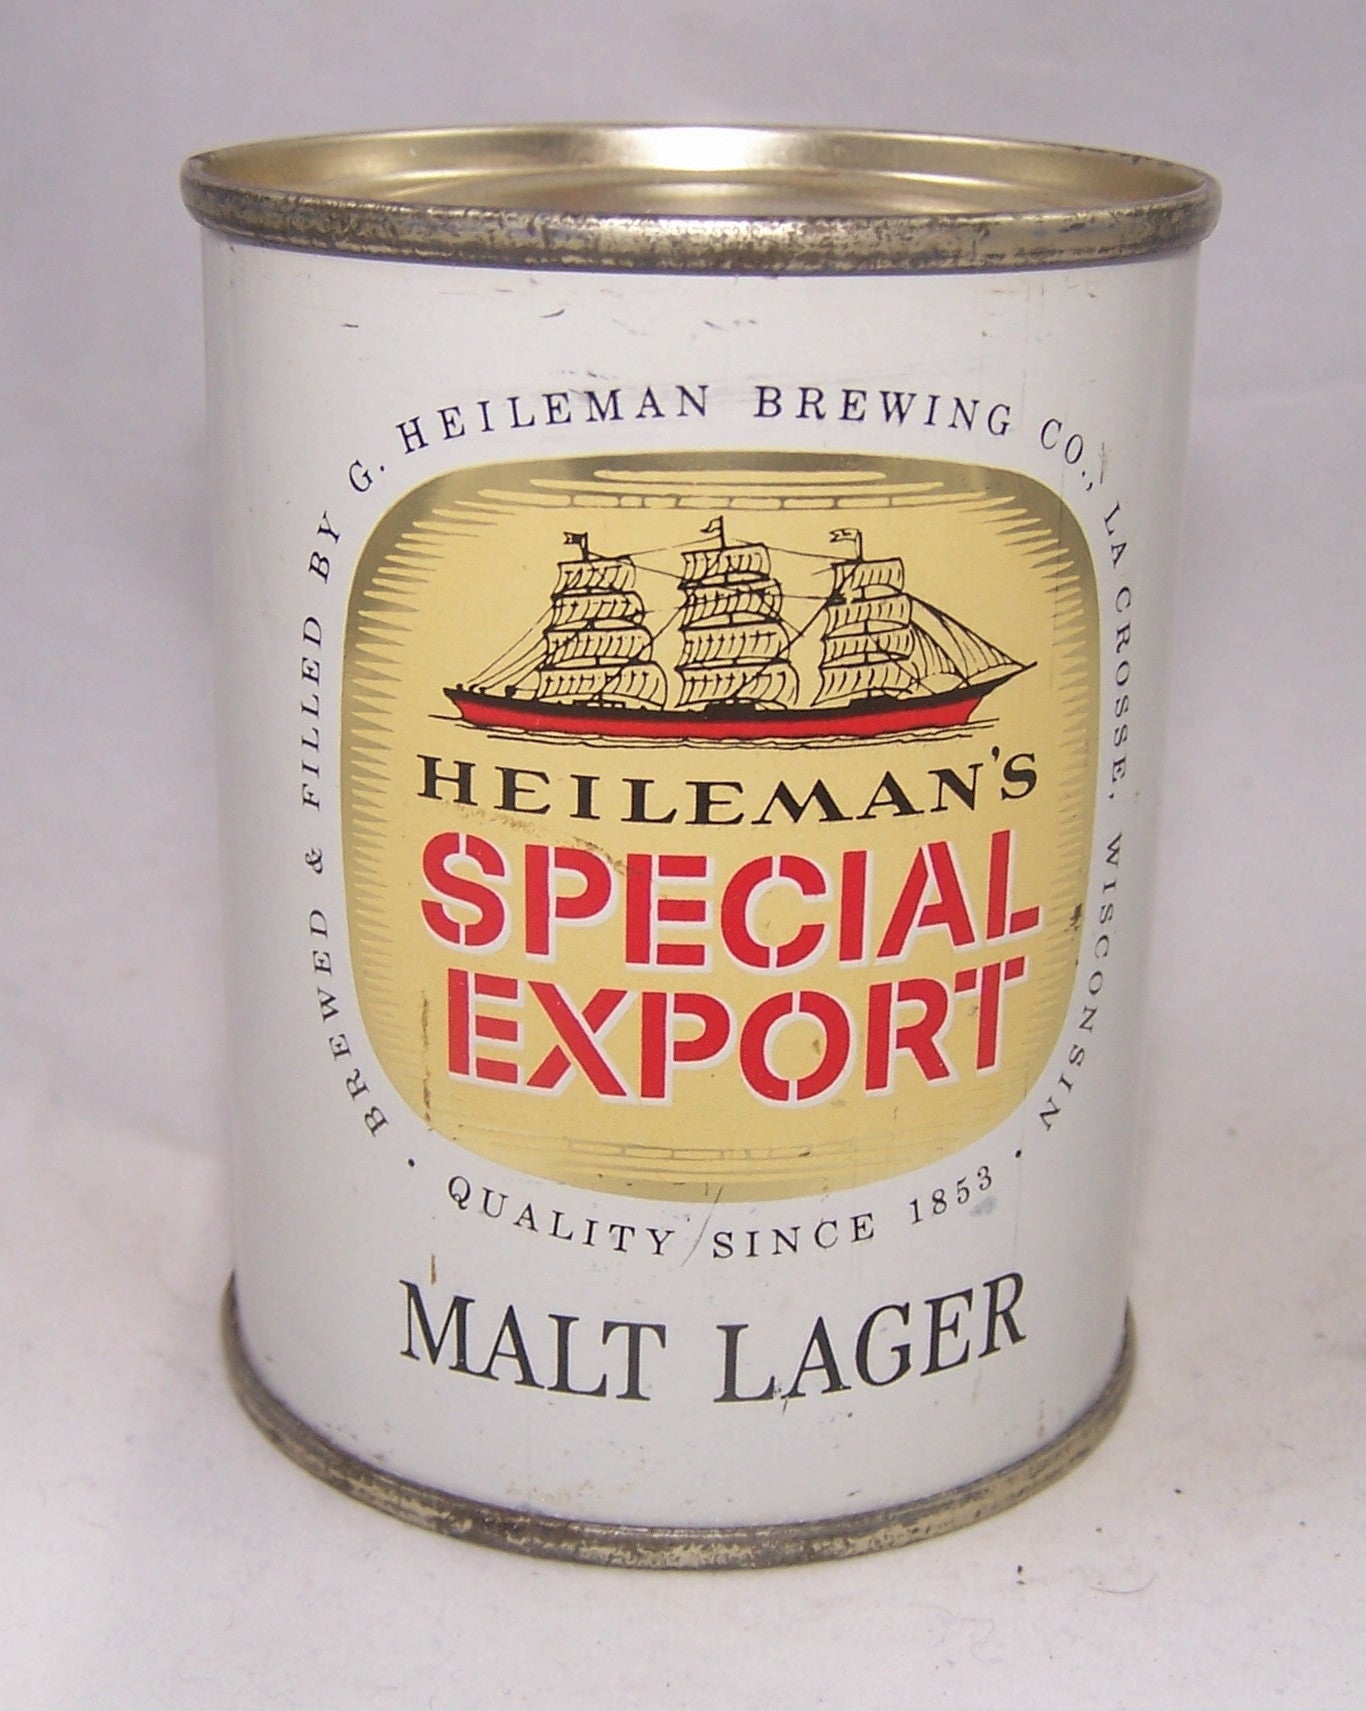 BREWED & FILLED BY G. HEILEMAN BREWING CO., LA CROSSE, WISCONSIN
HEILEMAN'S
SPECIAL
EXPORT
• QUALITY SINCE 1853 •
MALT LAGER